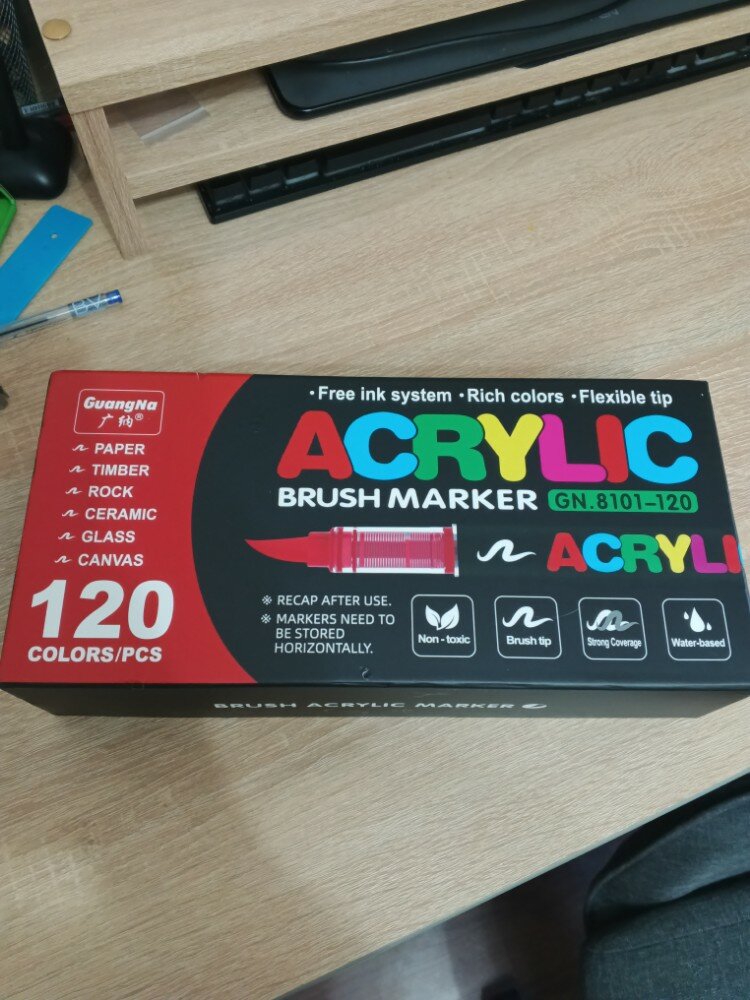 GuangNa
广纳®
PAPER
TIMBER
ROCK
CERAMIC
GLASS
CANVAS
120
COLORS/PCS
·Free ink system ·Rich colors ·Flexible tip
ACRYLIC
BRUSH MARKER GN.8101-120
ACRYLI
※ RECAP AFTER USE.
※ MARKERS NEED TO
BE STORED
HORIZONTALLY.
Non-toxic
Brush tip
Strong Coverage
Water-based
BRUSH ACRYLIC MARKER